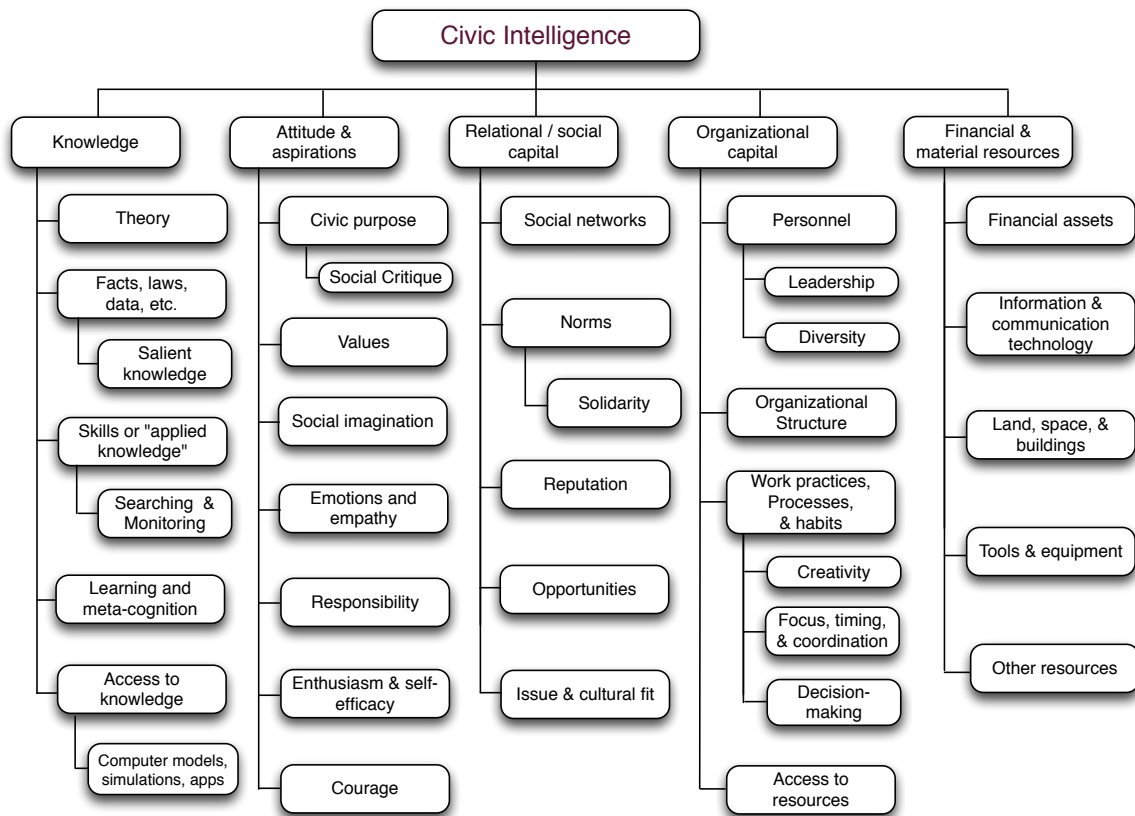 Civic Intelligence
Knowledge
Theory
Facts, laws,
data, etc.
Salient
knowledge
Skills or "applied
knowledge"
Searching & 
Monitoring
Learning and
meta-cognition
Access to
knowledge
Computer models,
simulations, apps
Attitude &
aspirations
Civic purpose
Social Critique
Values
Social imagination
Emotions and
empathy
Responsibility
Enthusiasm & self-
efficacy
Courage
Relational / social
capital
Social networks
Norms
Solidarity
Reputation
Opportunities
Issue & cultural fit
Organizational
capital
Personnel
Leadership
Diversity
Organizational
Structure
Work practices,
Processes,
& habits
Creativity
Focus, timing,
& coordination
Decision-
making
Access to
resources
Financial &
material resources
Financial assets
Information &
communication
technology
Land, space, &
buildings
Tools & equipment
Other resources